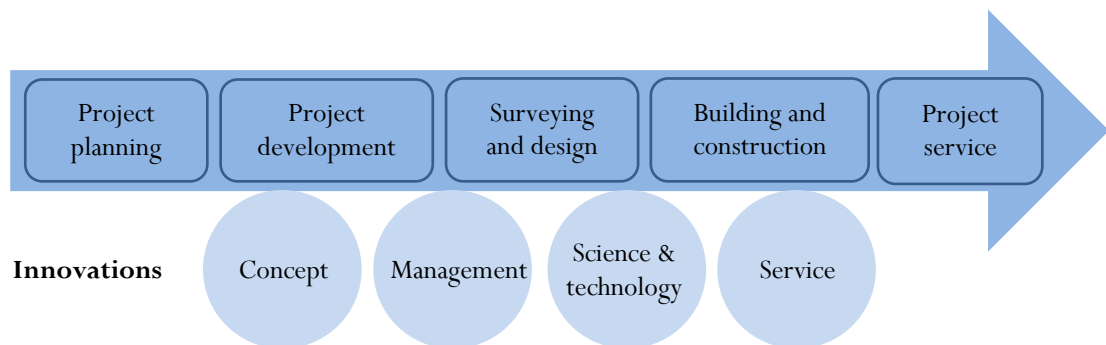 Project
planning
Project
development
Surveying
and design
Building and
construction
Project
service
Innovations
Concept
Management
Science &
technology
Service